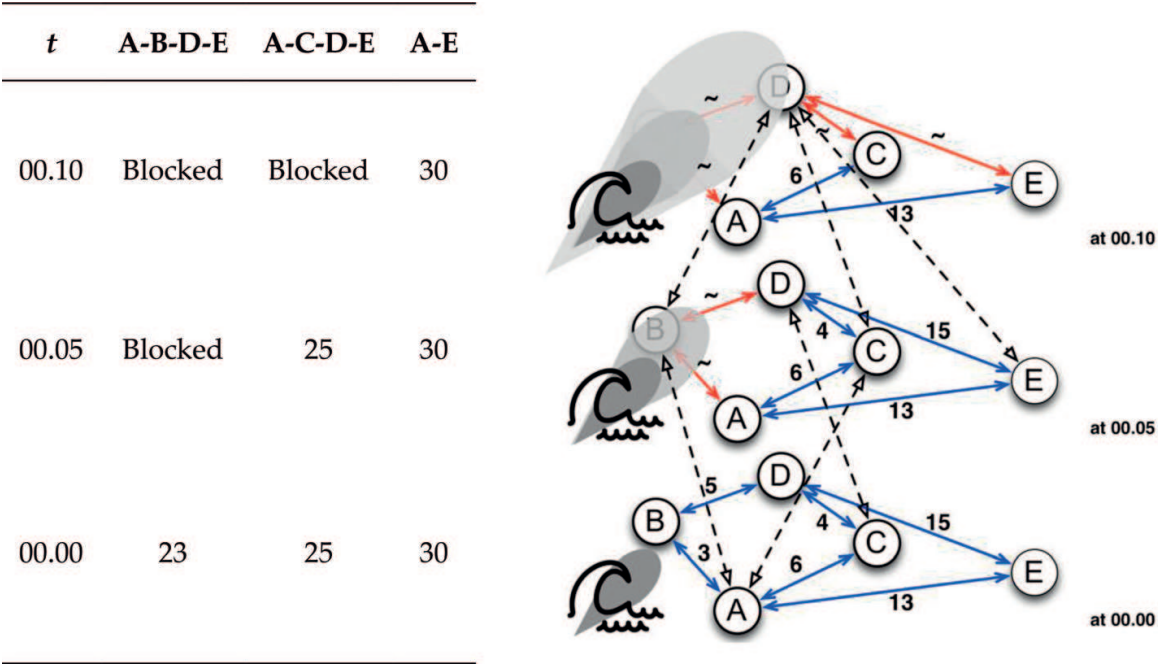 t A-B-D-E A-C-D-E A-E
00.10 Blocked Blocked 30
00.05 Blocked 25 30
00.00 23 25 30
D
~
~
C
~
~
6
E
A
13
at 00.10
D
~
B
15
4
C
~
6
E
A
13
at 00.05
D
5
B
15
4
C
3
6
E
A
13
at 00.00